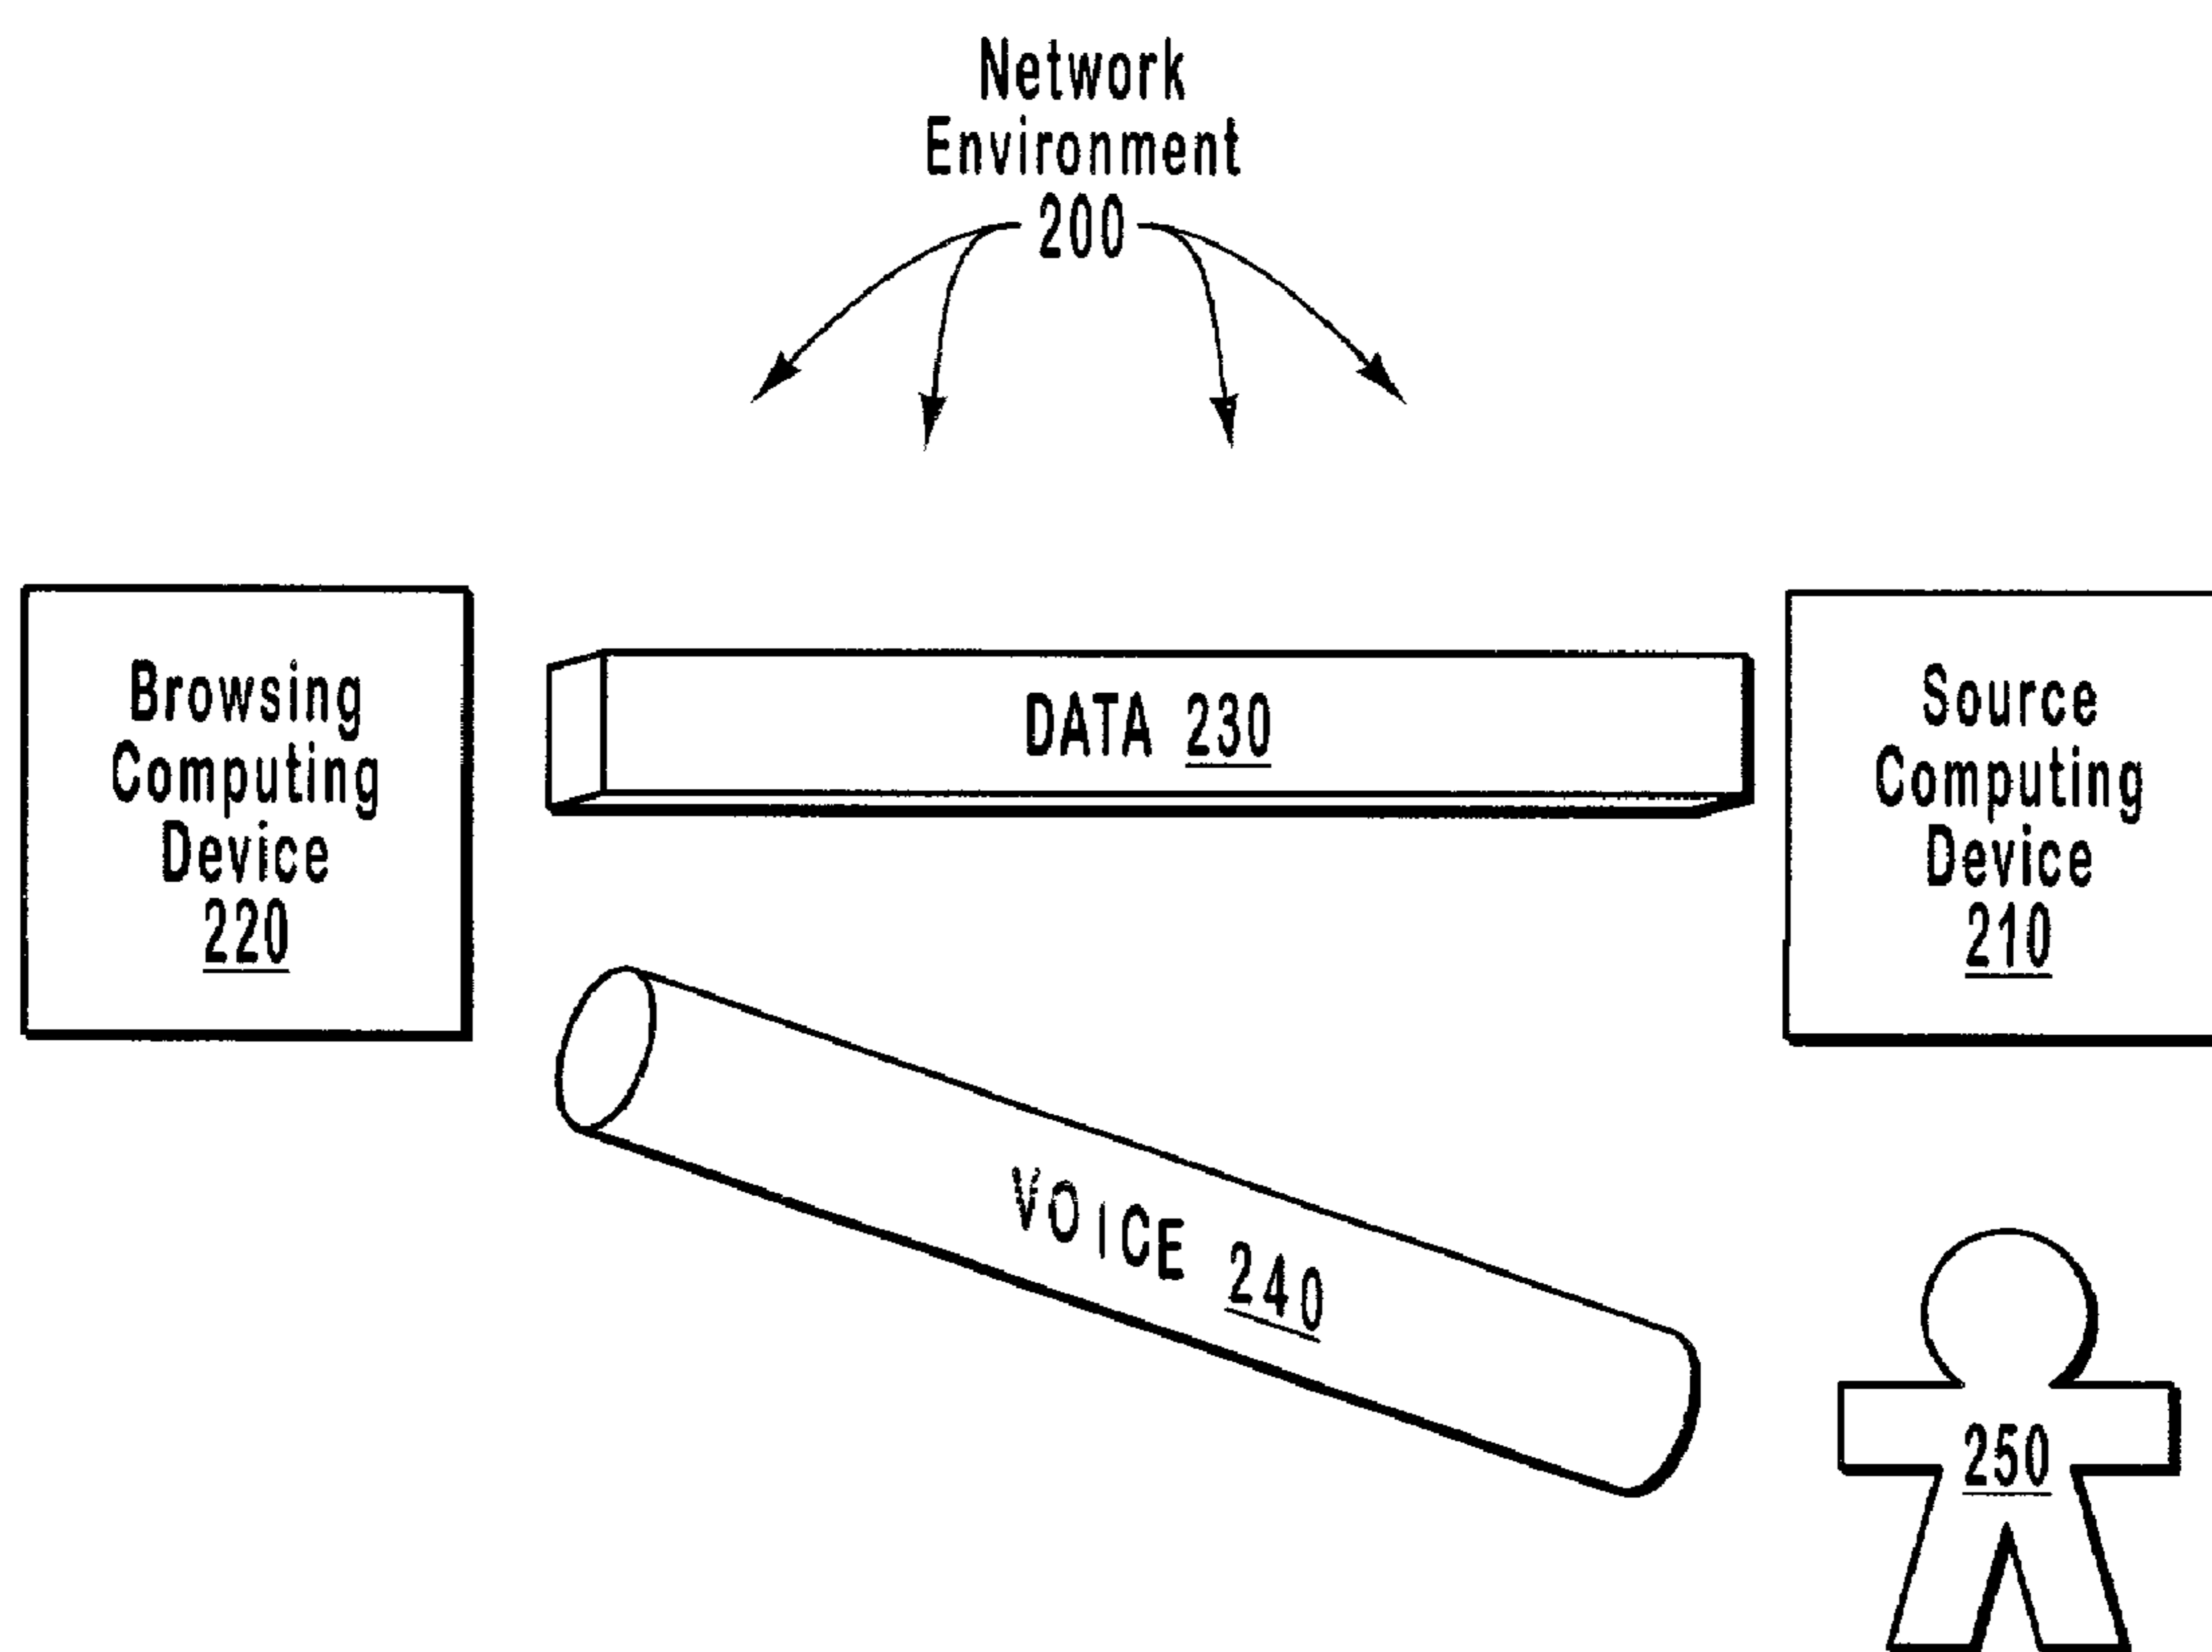 Network
Environment
200
Browsing
Computing
Device
220
DATA 230
Source
Computing
Device
210
VOICE 240
250